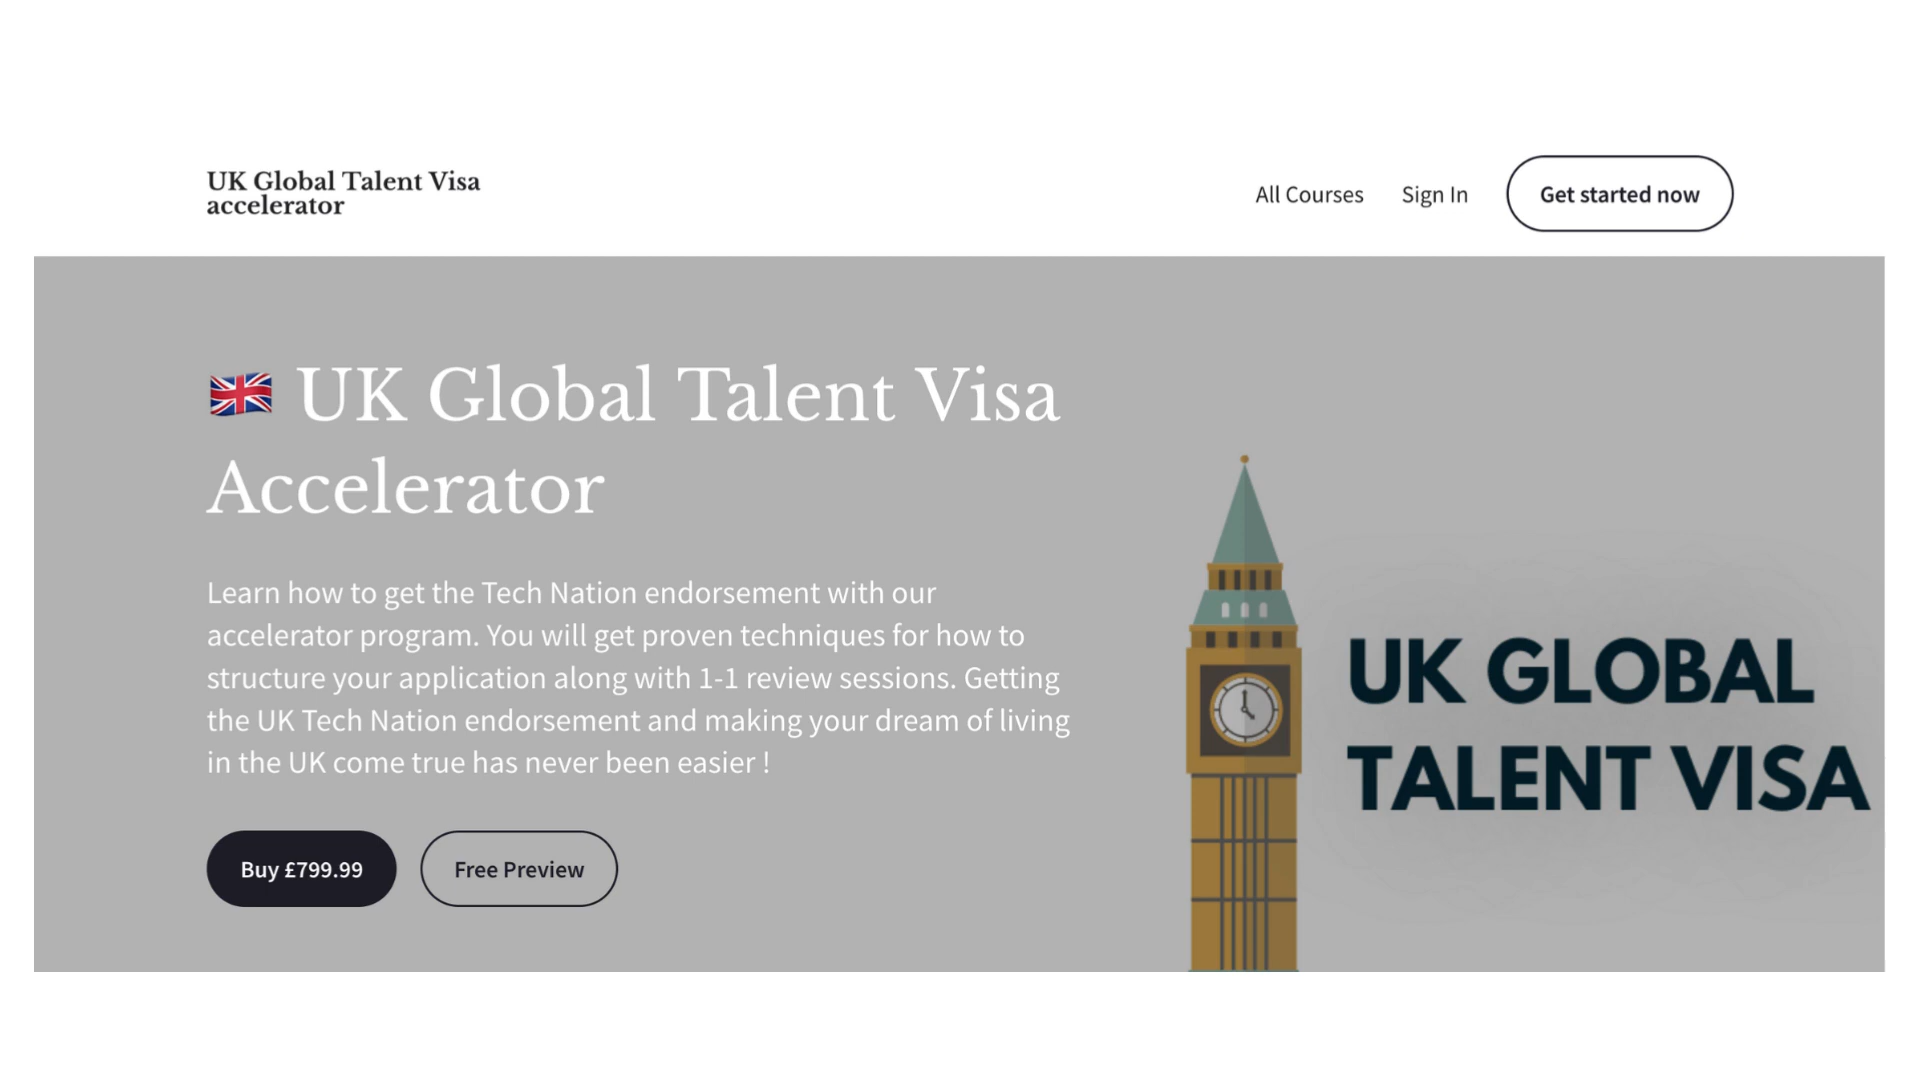 UK Global Talent Visa
accelerator
All Courses
Sign In
Get started now
🇬🇧 UK Global Talent Visa
Accelerator
Learn how to get the Tech Nation endorsement with our
accelerator program. You will get proven techniques for how to
structure your application along with 1-1 review sessions. Getting
the UK Tech Nation endorsement and making your dream of living
in the UK come true has never been easier !
Buy £799.99
Free Preview
UK GLOBAL
TALENT VISA